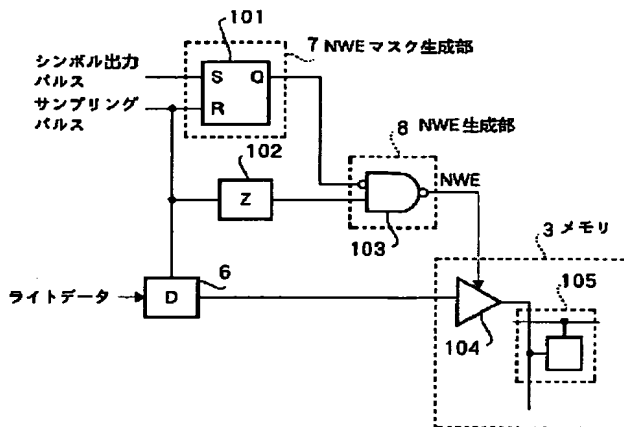 101
7 NWEマスク生成部
シンボル出力
パルス
S Q
サンプリング
パルス
R
102
8 NWE生成部
Z
NWE
103
3 メモリ
6
105
ライトデータ
D
104